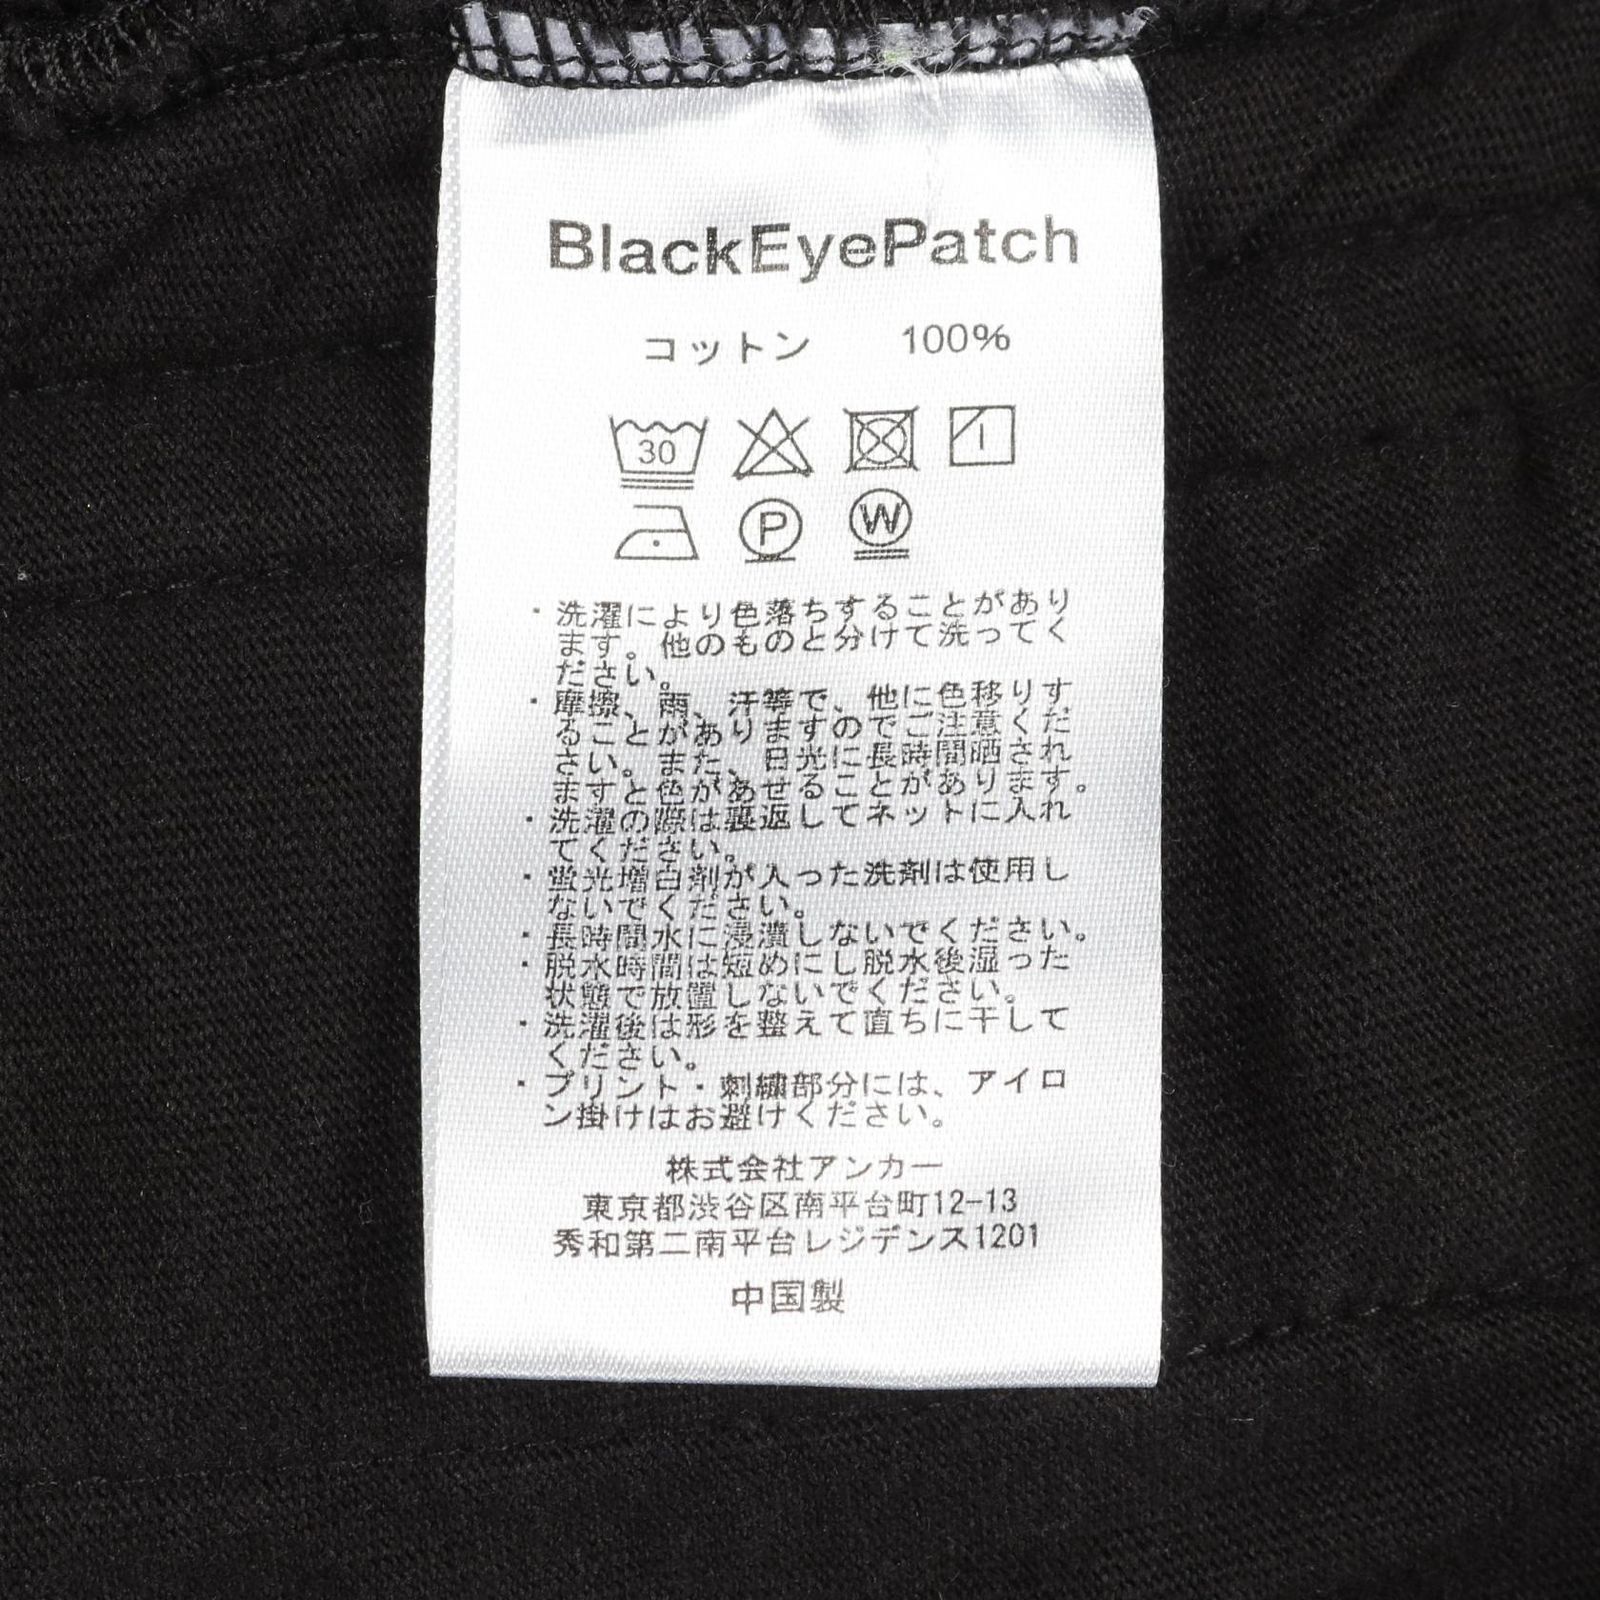 BlackEyePatch
コットン 100%
30
P
W
・洗濯により色落ちすることがあり
ます。他のものと分けて洗ってく
ださい。
・摩擦、雨、汗等で、他に色移りす
ることがありますのでご注意くだ
さい。また、日光に長時間晒され
ますと色があせることがあります。
・洗濯の際は裏返してネットに入れ
てください。
・蛍光増白剤が入った洗剤は使用し
ないでください。
・長時間水に浸漬しないでください。
・脱水時間は短めにし脱水後湿った
状態で放置しないでください。
・洗濯後は形を整えて直ちに干して
ください。
・プリント・刺繍部分には、アイロ
ン掛けはお避けください。
株式会社アンカー
東京都渋谷区南平台町12-13
秀和第二南平台レジデンス1201
中国製